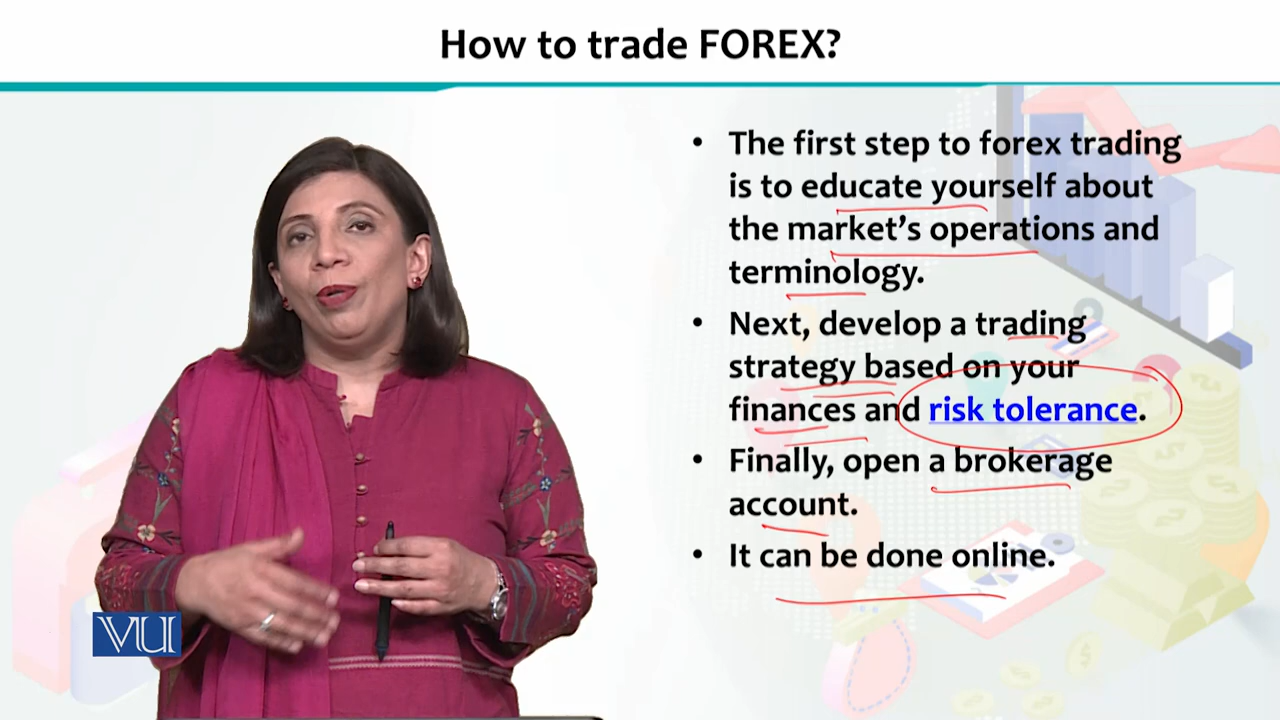 How to trade FOREX?
• The first step to forex trading
is to educate yourself about
the market's operations and
terminology.
• Next, develop a trading
strategy based on your
finances and risk tolerance.
• Finally, open a brokerage
account.
• It can be done online.
VU